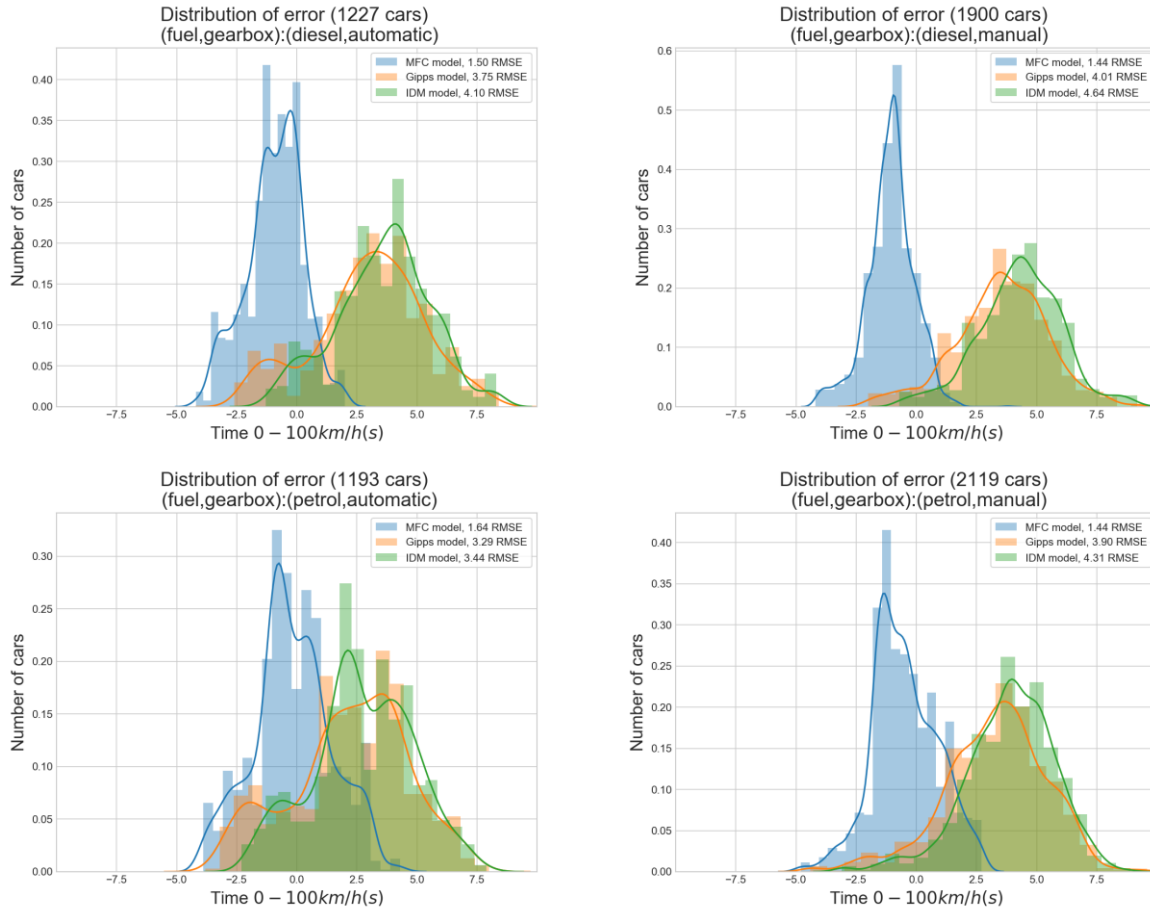 Distribution of error (1227 cars)
(fuel,gearbox):(diesel,automatic)
MFC model, 1.50 RMSE
Gipps model, 3.75 RMSE
IDM model, 4.10 RMSE
Number of cars
0.40
0.35
0.30
0.25
0.20
0.15
0.10
0.05
0.00
−7.5 −5.0 −2.5 0.0 2.5 5.0 7.5
Time 0 − 100km/h(s)
Distribution of error (1900 cars)
(fuel,gearbox):(diesel,manual)
MFC model, 1.44 RMSE
Gipps model, 4.01 RMSE
IDM model, 4.64 RMSE
Number of cars
0.6
0.5
0.4
0.3
0.2
0.1
0.0
−7.5 −5.0 −2.5 0.0 2.5 5.0 7.5
Time 0 − 100km/h(s)
Distribution of error (1193 cars)
(fuel,gearbox):(petrol,automatic)
MFC model, 1.64 RMSE
Gipps model, 3.29 RMSE
IDM model, 3.44 RMSE
Number of cars
0.30
0.25
0.20
0.15
0.10
0.05
0.00
−7.5 −5.0 −2.5 0.0 2.5 5.0 7.5
Time 0 − 100km/h(s)
Distribution of error (2119 cars)
(fuel,gearbox):(petrol,manual)
MFC model, 1.44 RMSE
Gipps model, 3.90 RMSE
IDM model, 4.31 RMSE
Number of cars
0.40
0.35
0.30
0.25
0.20
0.15
0.10
0.05
0.00
−7.5 −5.0 −2.5 0.0 2.5 5.0 7.5
Time 0 − 100km/h(s)